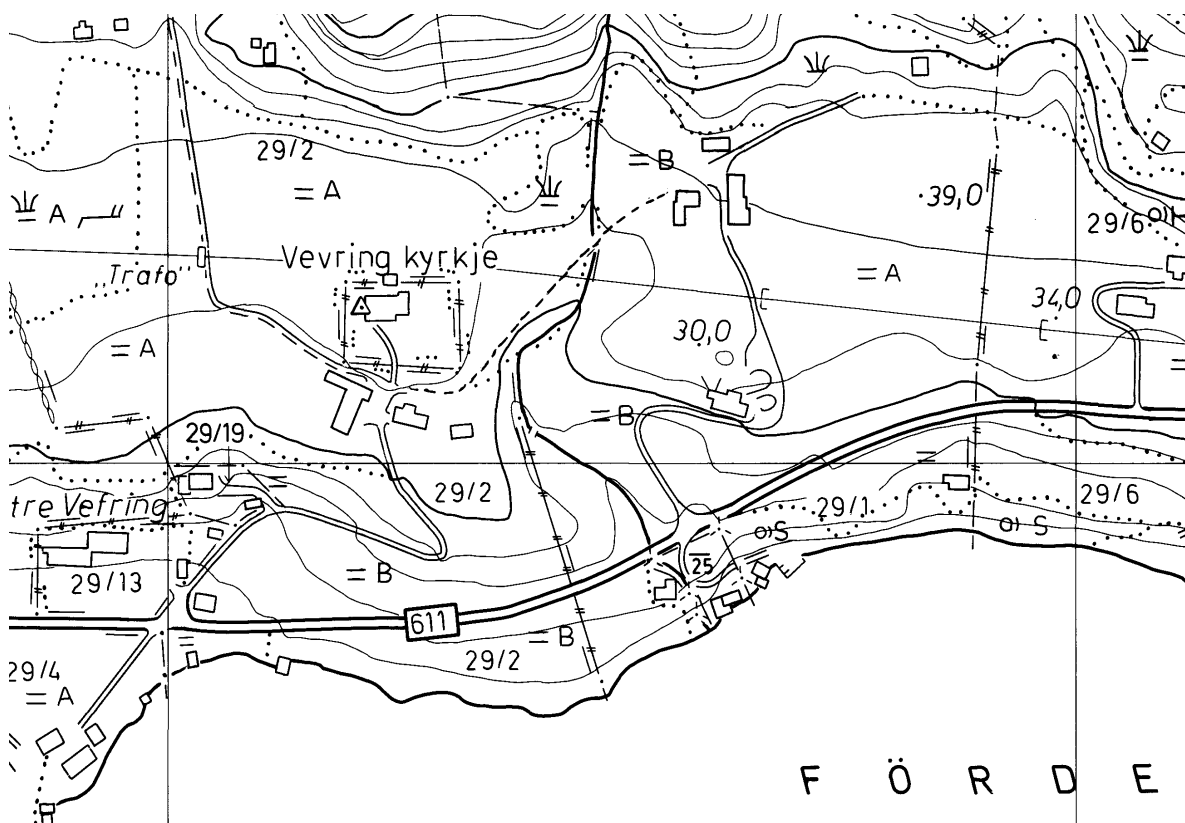 29/2
= B
= A
A
39,0
29/6
Vevring kyrkje
„Trafo"
= A
34,0
30,0
= A
= B
29/19
tre Vefring
29/2
29/1
29/6
S
S
25
29/13
= B
611
= B
29/2
29/4
= A
F Ö R D E